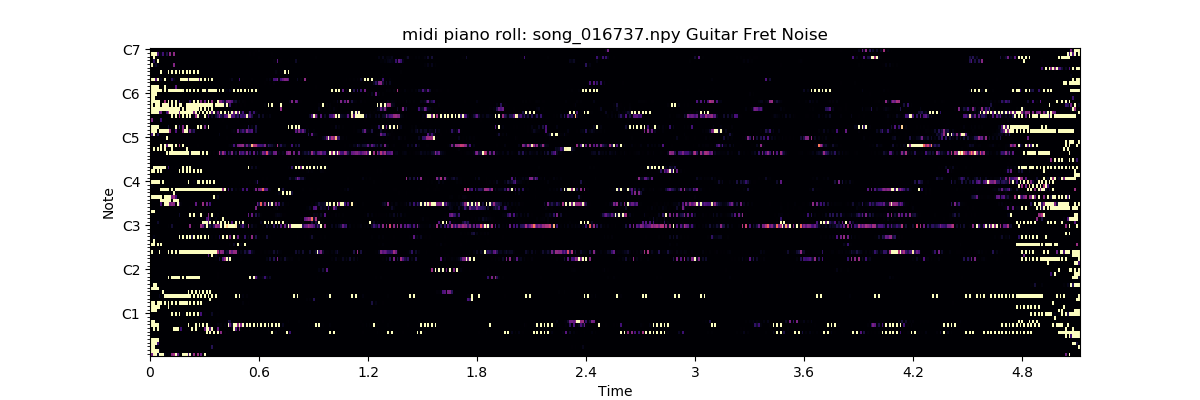 midi piano roll: song_016737.npy Guitar Fret Noise
C7
C6
C5
C4
C3
C2
C1
Note
0 0.6 1.2 1.8 2.4 3 3.6 4.2 4.8
Time